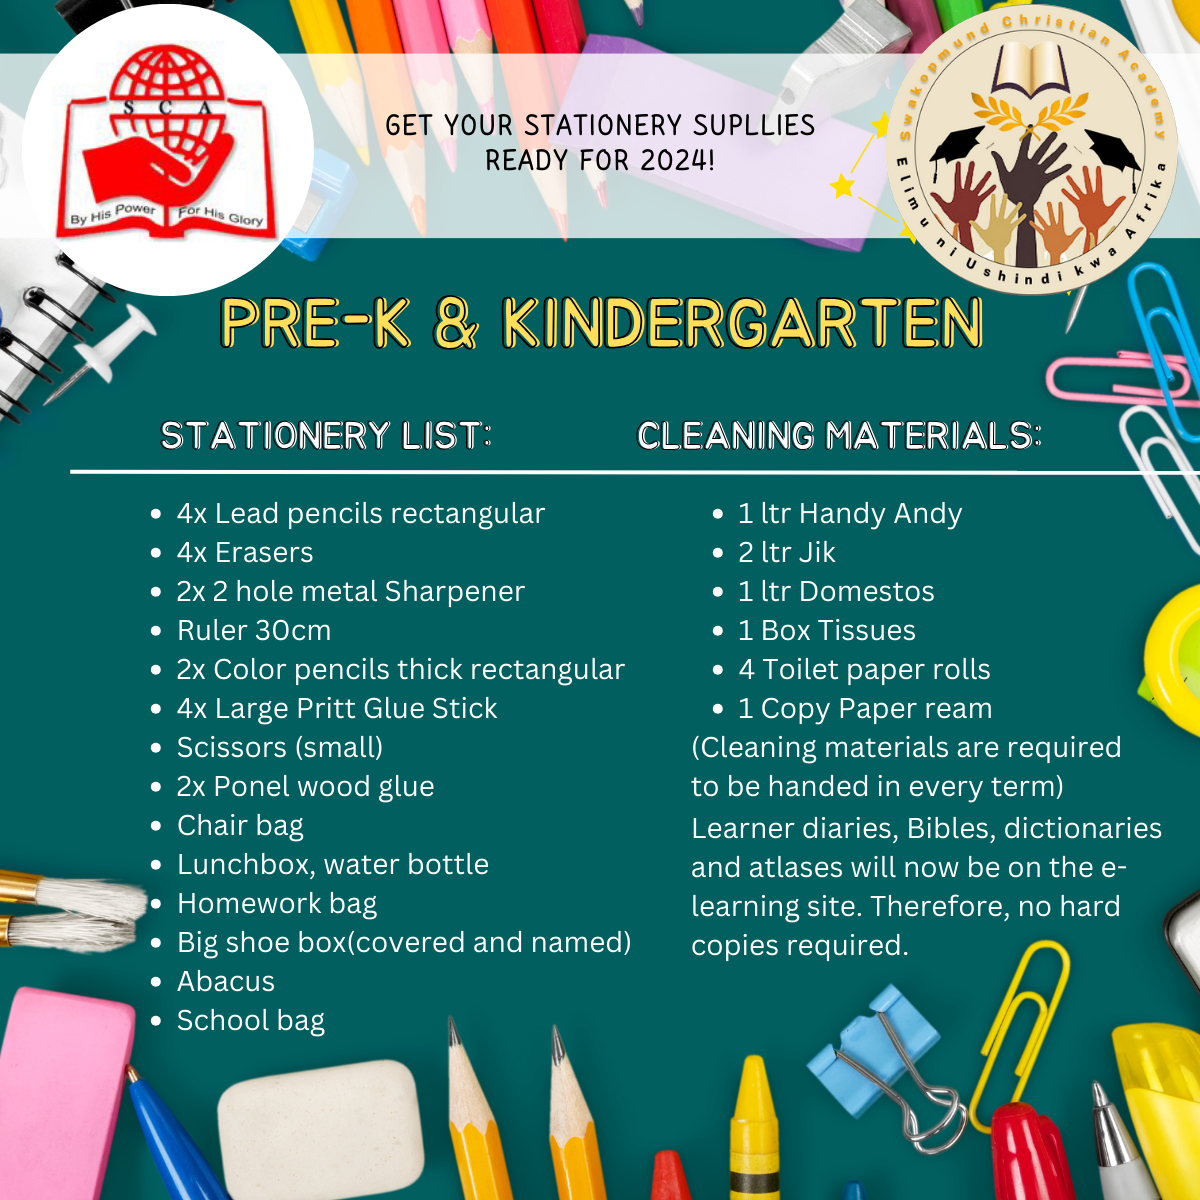 S C A
By His Power For His Glory
GET YOUR STATIONERY SUPLLIES
READY FOR 2024!
Swakopmund Christian Academy
Elimu ni Ushindi kwa Afrika
PRE-K & KINDERGARTEN
STATIONERY LIST:
4x Lead pencils rectangular
4x Erasers
2x 2 hole metal Sharpener
Ruler 30cm
2x Color pencils thick rectangular
4x Large Pritt Glue Stick
Scissors (small)
2x Ponel wood glue
Chair bag
Lunchbox, water bottle
Homework bag
Big shoe box(covered and named)
Abacus
School bag
CLEANING MATERIALS:
1 ltr Handy Andy
2 ltr Jik
1 ltr Domestos
1 Box Tissues
4 Toilet paper rolls
1 Copy Paper ream
(Cleaning materials are required
to be handed in every term)
Learner diaries, Bibles, dictionaries
and atlases will now be on the e-
learning site. Therefore, no hard
copies required.